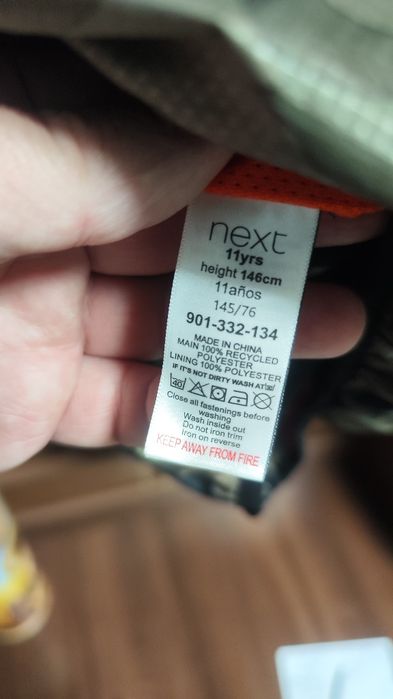 next
11yrs
height 146cm
11años
145/76
901-332-134
MADE IN CHINA
MAIN 100% RECYCLED
POLYESTER
LINING 100% POLYESTER
IF IT'S NOT DIRTY WASH AT
30
Close all fastenings before
washing
Wash inside out
Do not iron trim
Iron on reverse
KEEP AWAY FROM FIRE